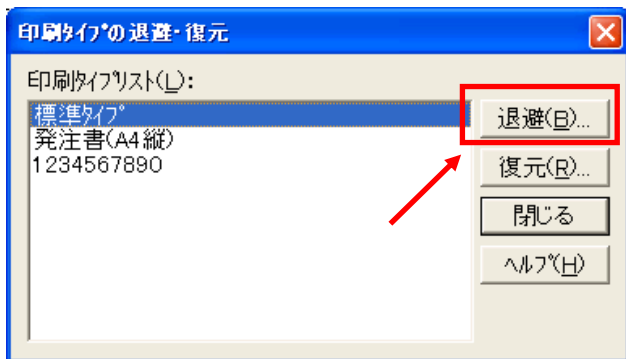 印刷ﾀｲﾌﾟの退避・復元
印刷ﾀｲﾌﾟﾘｽﾄ(L):
標準ﾀｲﾌﾟ
発注書(A4縦)
1234567890
退避(B)...
復元(R)...
閉じる
ﾍﾙﾌﾟ(H)